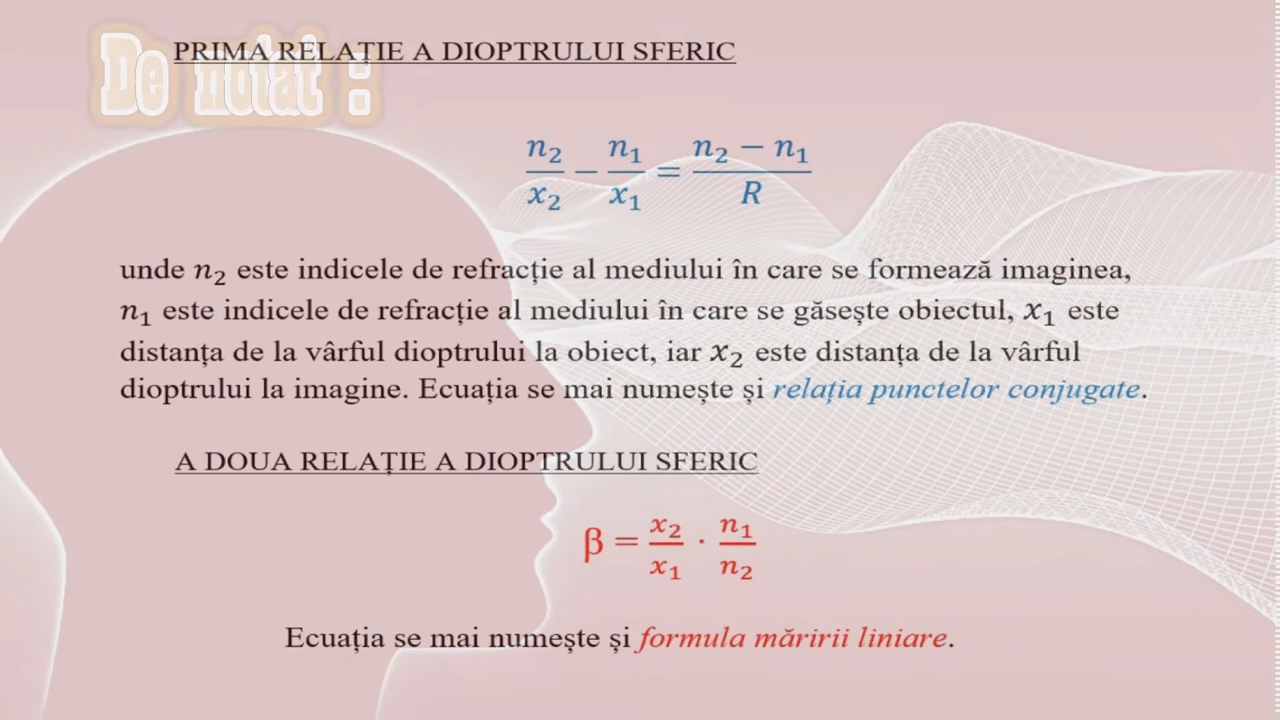 De notat :
PRIMA RELAȚIE A DIOPTRULUI SFERIC
n₂/x₂ − n₁/x₁ = (n₂ − n₁)/R
unde n₂ este indicele de refracție al mediului în care se formează imaginea,
n₁ este indicele de refracție al mediului în care se găsește obiectul, x₁ este
distanța de la vârful dioptrului la obiect, iar x₂ este distanța de la vârful
dioptrului la imagine. Ecuația se mai numește și relația punctelor conjugate.
A DOUA RELAȚIE A DIOPTRULUI SFERIC
β = x₂/x₁ · n₁/n₂
Ecuația se mai numește și formula măririi liniare.